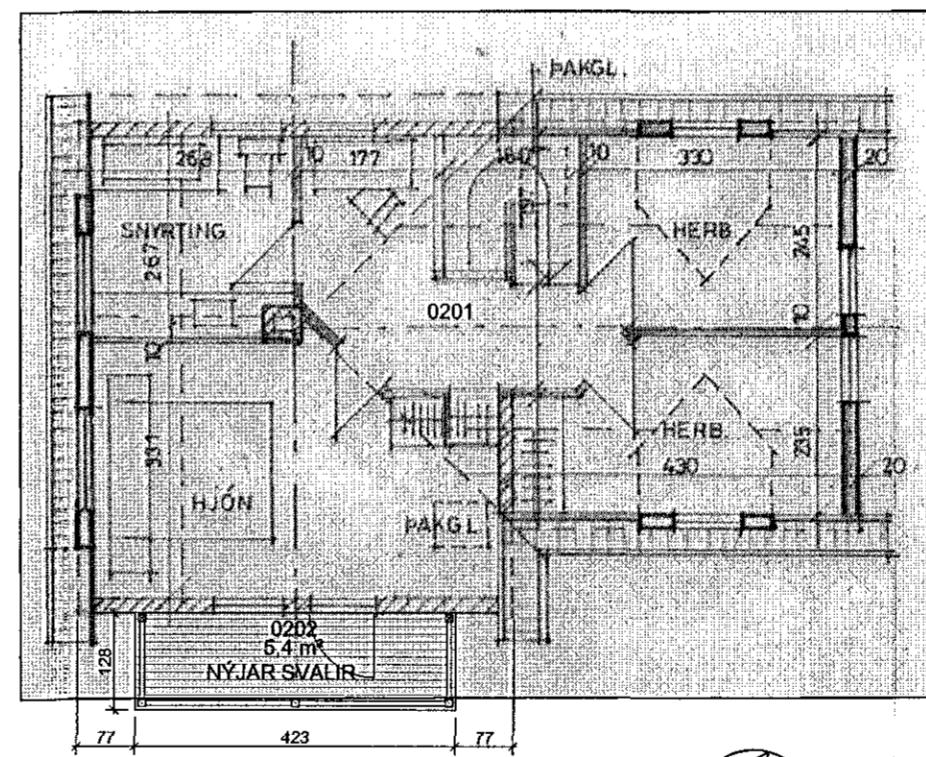 ÞAKGL.
268 10 177 10 330 20
SNYRTING
HERB.
267
245
0201
10
10
HERB.
331
430
235
20
HJÓN
ÞAKGL
0202
5,4 m²
NÝJAR SVALIR
128
77 423 77